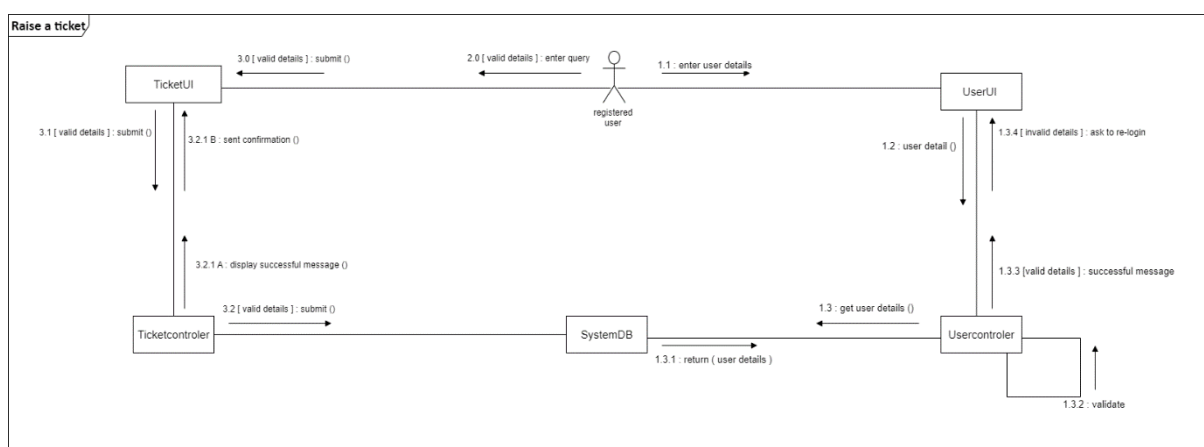 Raise a ticket
3.0 [ valid details ] : submit ()
2.0 [ valid details ] : enter query
1.1 : enter user details
TicketUI
registered
user
UserUI
3.1 [ valid details ] : submit ()
3.2.1 B : sent confirmation ()
1.2 : user detail ()
1.3.4 [ invalid details ] : ask to re-login
3.2.1 A : display successful message ()
1.3.3 [valid details ] : successful message
3.2 [ valid details ] : submit ()
1.3 : get user details ()
Ticketcontroler
SystemDB
Usercontroler
1.3.1 : return ( user details )
1.3.2 : validate